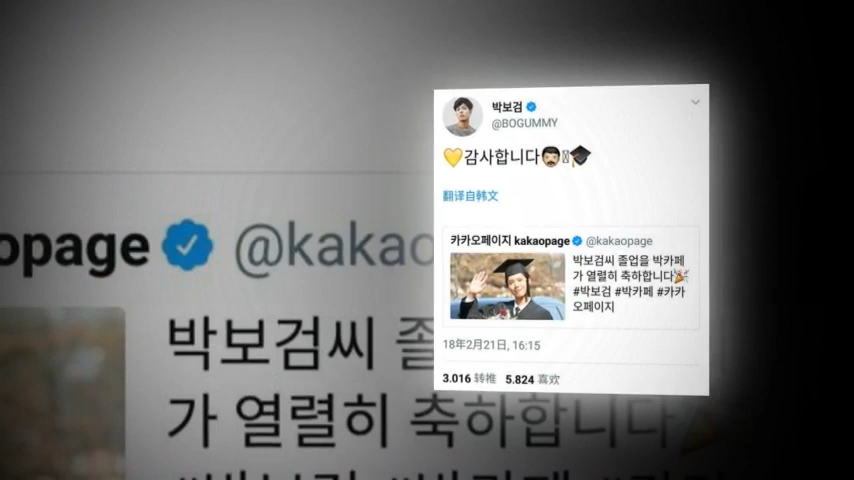 박보검
@BOGUMMY
💛감사합니다👨🏻‍🎓
翻译自韩文
카카오페이지 kakaopage @kakaopage
박보검씨 졸업을 박카페
가 열렬히 축하합니다🎉
#박보검 #박카페 #카카
오페이지
18年2月21日, 16:15
3.016 转推 5.824 喜欢
opage @kakao
박보검씨 졸
가 열렬히 축하합니다🎉